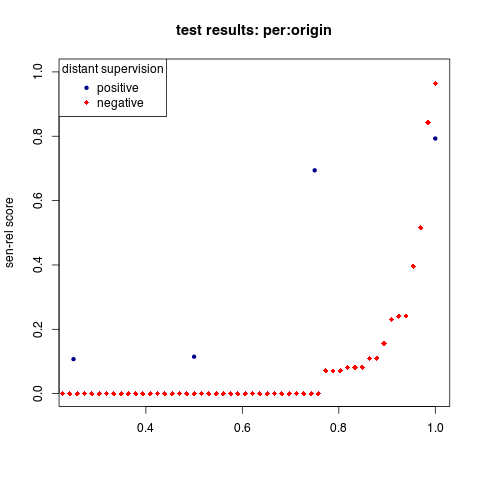 test results: per:origin
distant supervision
positive
negative
sen-rel score
0.0
0.2
0.4
0.6
0.8
1.0
0.4
0.6
0.8
1.0